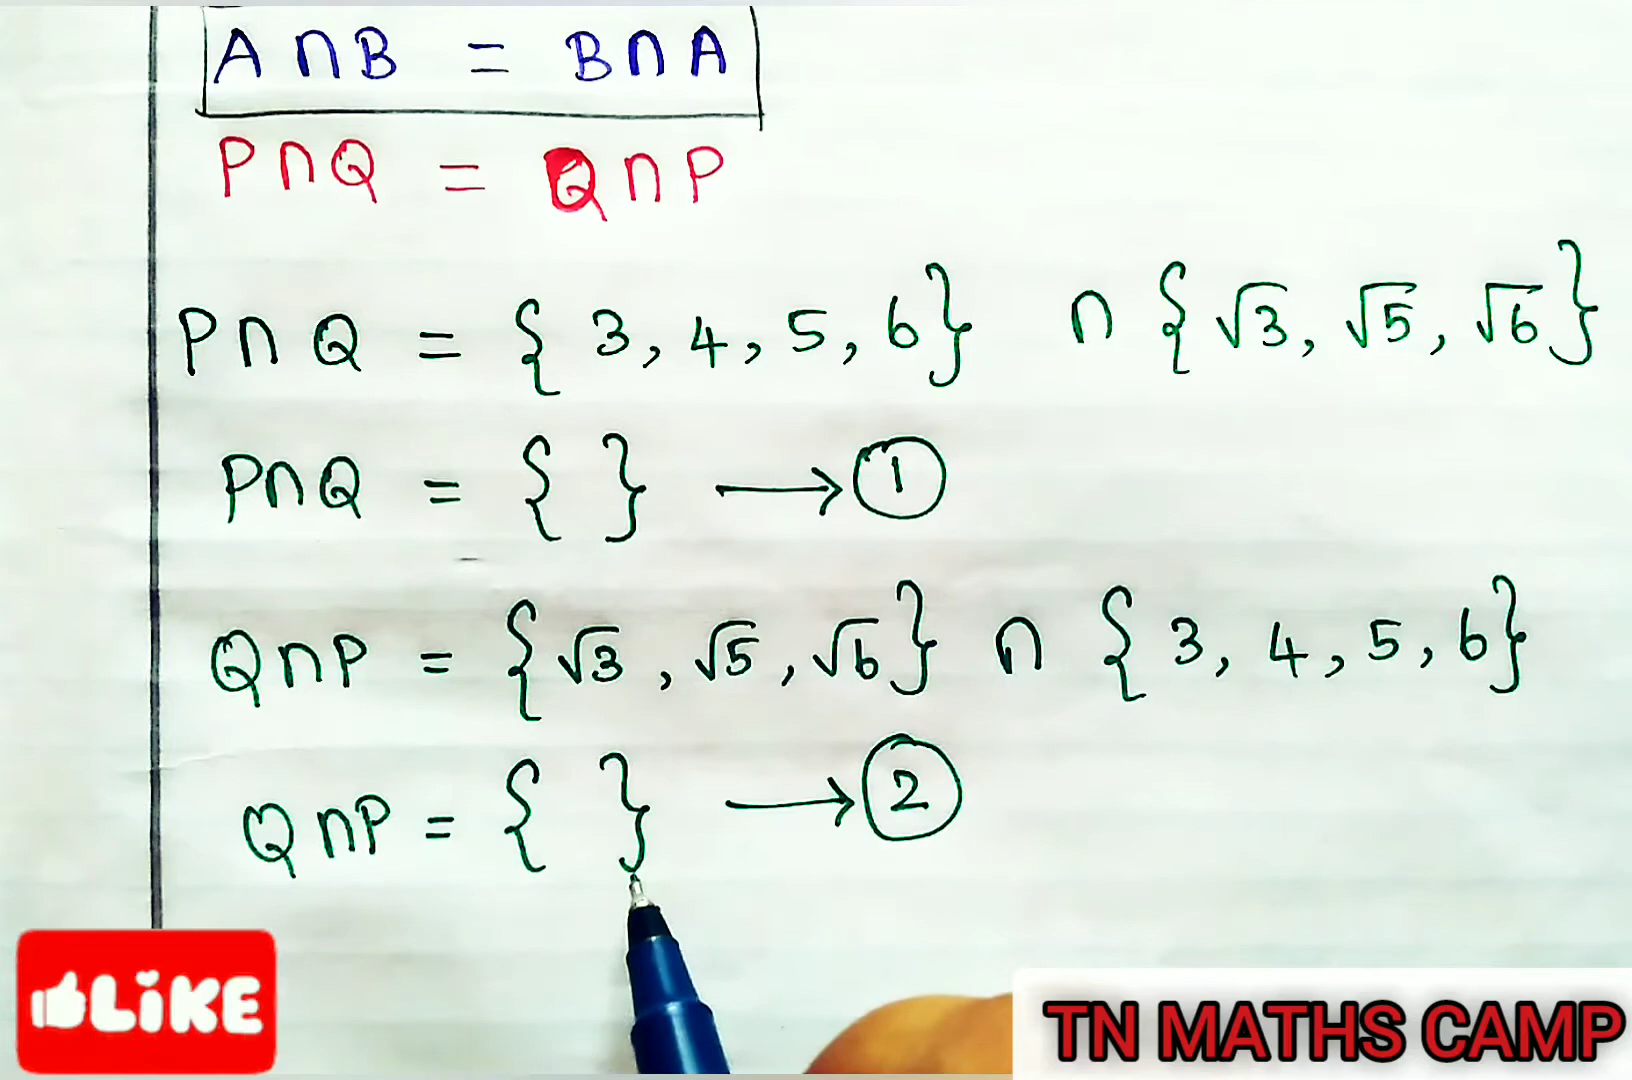 A ∩ B = B ∩ A
P ∩ Q = Q ∩ P
P ∩ Q = { 3, 4, 5, 6 } ∩ { √3, √5, √6 }
P ∩ Q = { } → 1
Q ∩ P = { √3, √5, √6 } ∩ { 3, 4, 5, 6 }
Q ∩ P = { } → 2
LiKE
TN MATHS CAMP